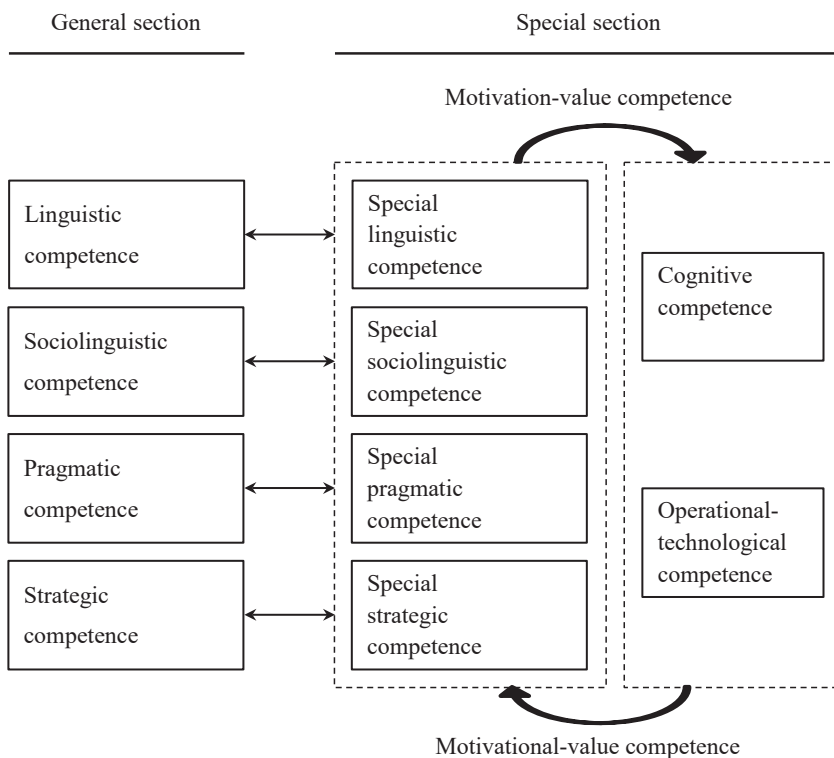 General section
Special section
Motivation-value competence
Linguistic
competence
Special
linguistic
competence
Cognitive
competence
Sociolinguistic
competence
Special
sociolinguistic
competence
Pragmatic
competence
Special
pragmatic
competence
Operational-
technological
competence
Strategic
competence
Special
strategic
competence
Motivational-value competence